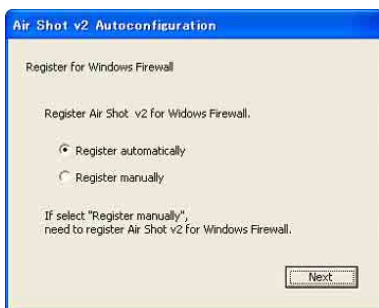 Air Shot v2 Autoconfiguration
Register for Windows Firewall
Register Air Shot v2 for Widows Firewall.
Register automatically
Register manually
If select "Register manually",
need to register Air Shot v2 for Windows Firewall.
Next